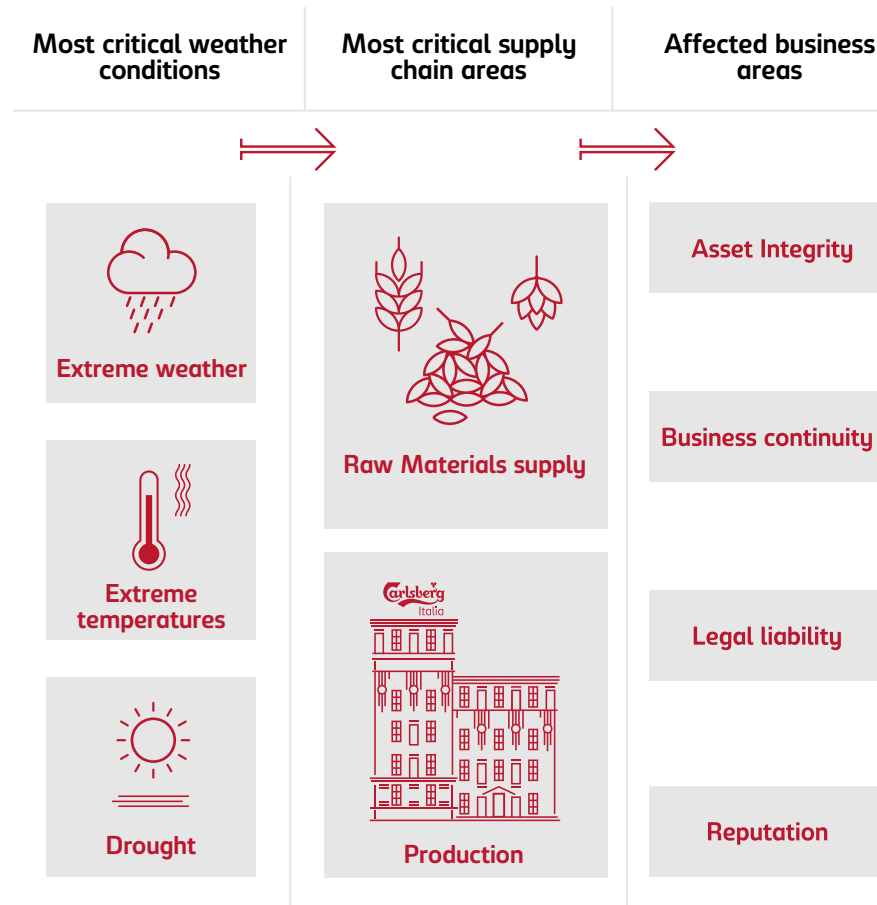 Most critical weather
conditions
Most critical supply
chain areas
Affected business
areas
Extreme weather
Extreme
temperatures
Drought
Raw Materials supply
Carlsberg
Italia
Production
Asset Integrity
Business continuity
Legal liability
Reputation